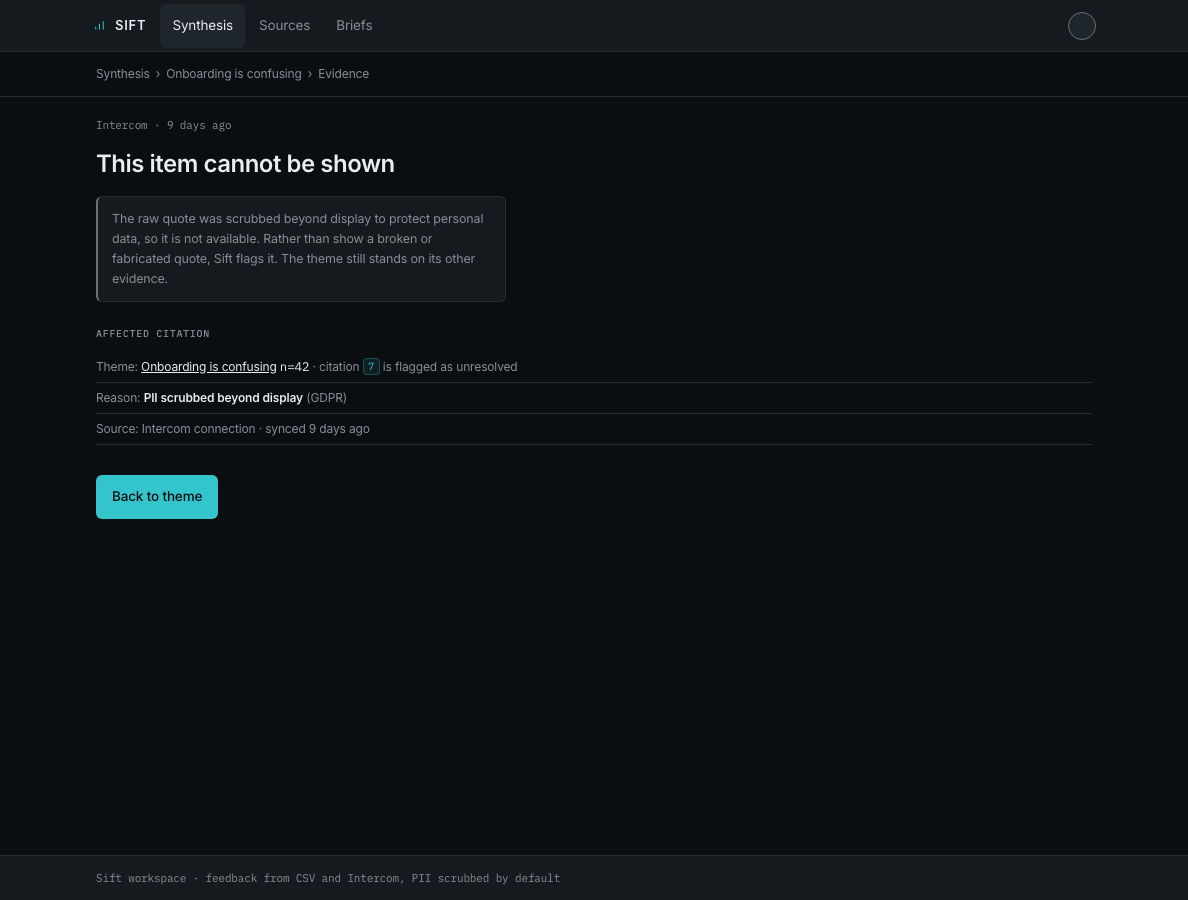 SIFT Synthesis Sources Briefs
Synthesis › Onboarding is confusing › Evidence
Intercom · 9 days ago
This item cannot be shown
The raw quote was scrubbed beyond display to protect personal
data, so it is not available. Rather than show a broken or
fabricated quote, Sift flags it. The theme still stands on its other
evidence.
AFFECTED CITATION
Theme: Onboarding is confusing n=42 · citation 7 is flagged as unresolved
Reason: PII scrubbed beyond display (GDPR)
Source: Intercom connection · synced 9 days ago
Back to theme
Sift workspace · feedback from CSV and Intercom, PII scrubbed by default